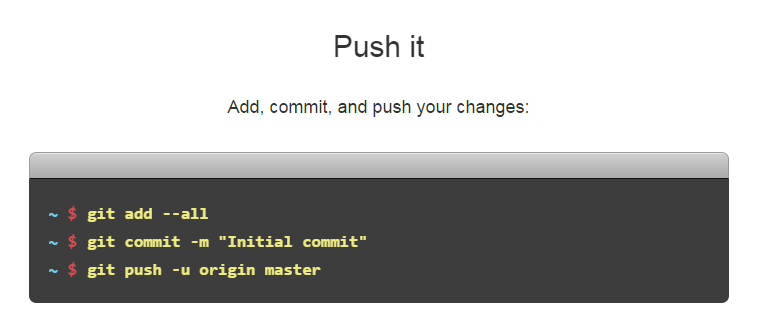 Push it
Add, commit, and push your changes:
~ $ git add --all
~ $ git commit -m "Initial commit"
~ $ git push -u origin master